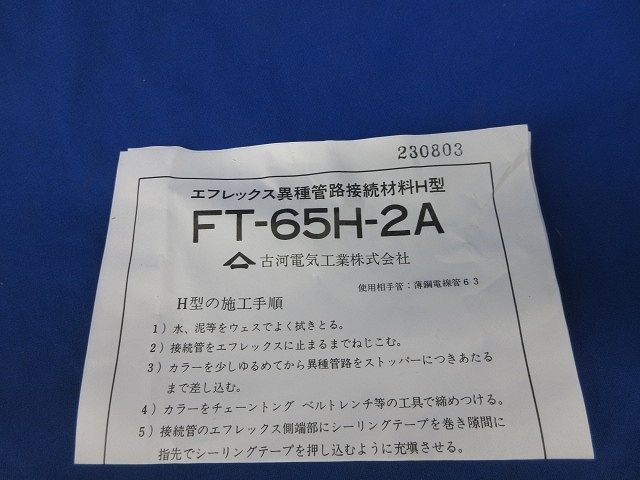 230803
エフレックス異種管路接続材料H型
FT-65H-2A
古河電気工業株式会社
使用相手管：薄鋼電線管63
H型の施工手順
1）水、泥等をウェスでよく拭きとる。
2）接続管をエフレックスに止まるまでねじこむ。
3）カラーを少しゆるめてから異種管路をストッパーにつきあたる
まで差し込む。
4）カラーをチェーントング ベルトレンチ等の工具で締めつける。
5）接続管のエフレックス側端部にシーリングテープを巻き隙間に
指先でシーリングテープを押し込むように充填させる。